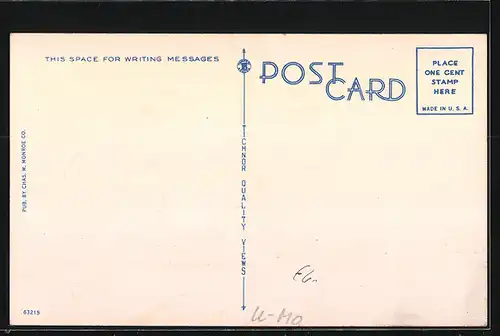 THIS SPACE FOR WRITING MESSAGES
POST CARD
PLACE
ONE CENT
STAMP
HERE
MADE IN U. S. A.
PUB. BY CHAS. W. MONROE CO.
TICHNOR QUALITY VIEWS
63215
U-MA